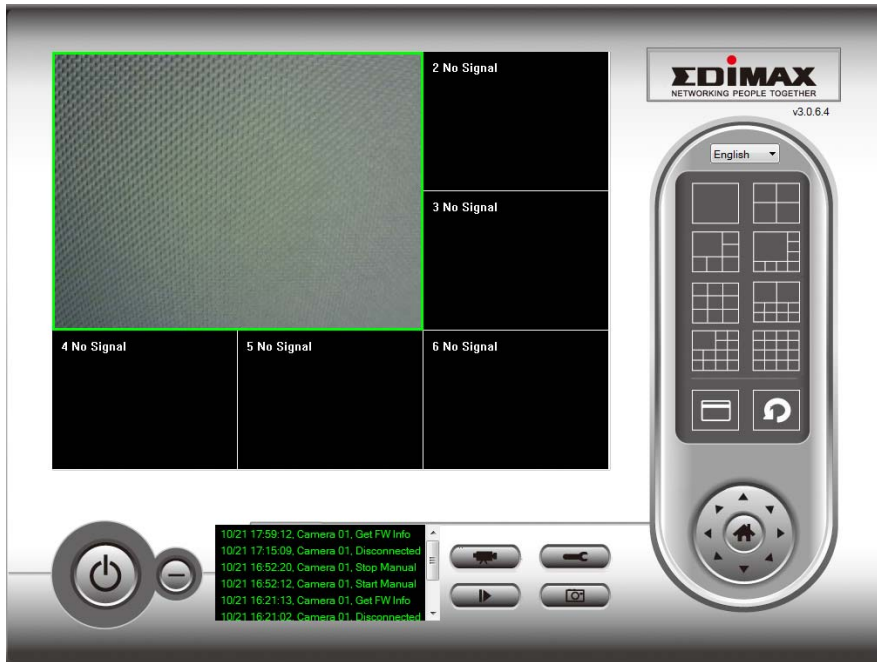 2 No Signal
3 No Signal
4 No Signal
5 No Signal
6 No Signal
EDIMAX
NETWORKING PEOPLE TOGETHER
v3.0.6.4
English
10/21 17:59:12, Camera 01, Get FW Info
10/21 17:15:09, Camera 01, Disconnected
10/21 16:52:20, Camera 01, Stop Manual
10/21 16:52:12, Camera 01, Start Manual
10/21 16:21:13, Camera 01, Get FW Info
10/21 16:21:02, Camera 01, Disconnected